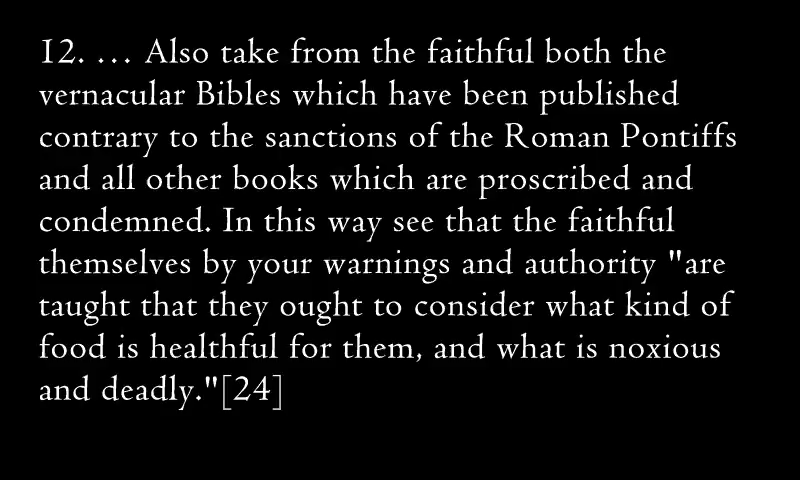 12. … Also take from the faithful both the
vernacular Bibles which have been published
contrary to the sanctions of the Roman Pontiffs
and all other books which are proscribed and
condemned. In this way see that the faithful
themselves by your warnings and authority "are
taught that they ought to consider what kind of
food is healthful for them, and what is noxious
and deadly."[24]